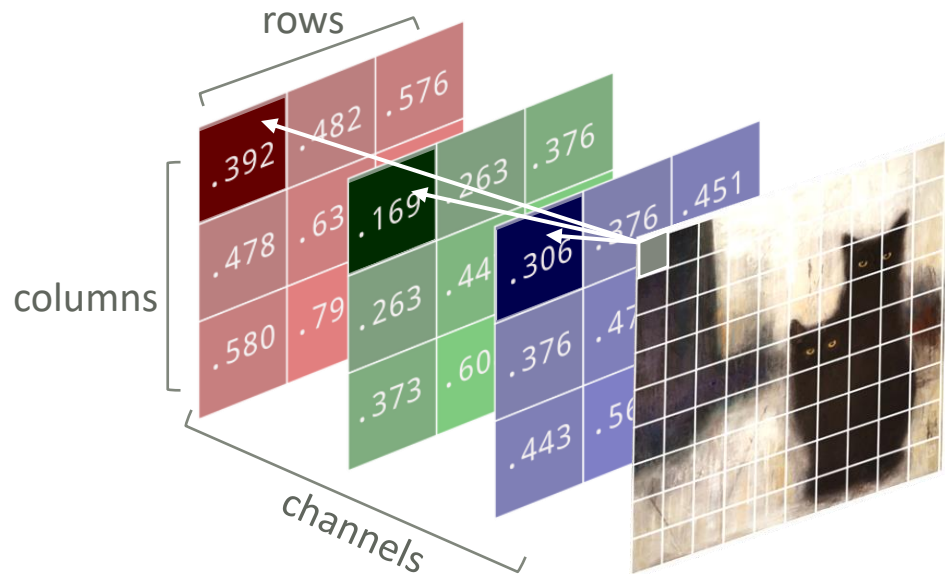 rows
columns
channels
.392 .482 .576
.478 .63
.580 .79
.169 .263 .376
.263 .44
.373 .60
.306 .376 .451
.376 .47
.443 .56